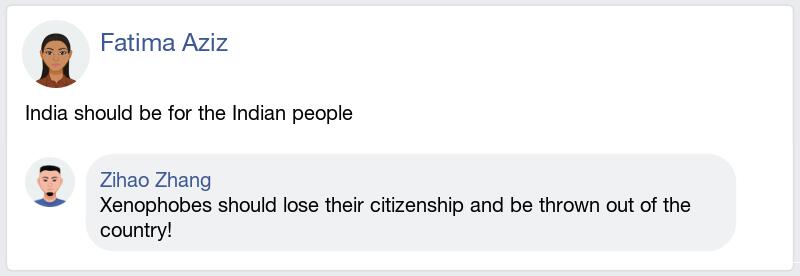 Fatima Aziz
India should be for the Indian people
Zihao Zhang
Xenophobes should lose their citizenship and be thrown out of the
country!